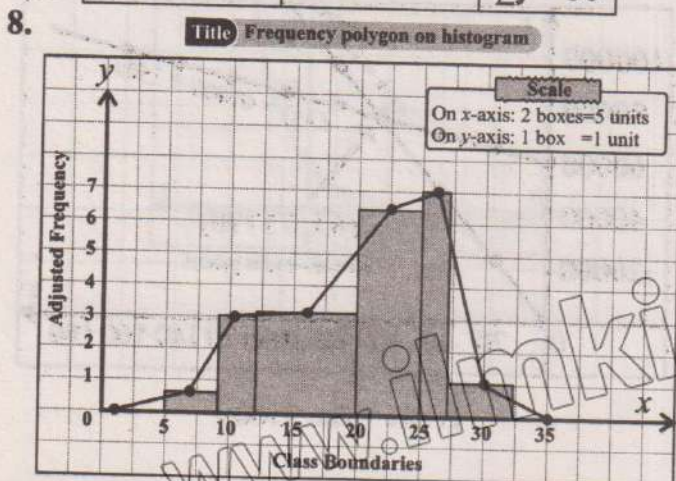 8.
Title Frequency polygon on histogram
y
Scale
On x-axis: 2 boxes=5 units
On y-axis: 1 box =1 unit
Adjusted Frequency
7
6
5
4
3
2
1
0
5 10 15 20 25 30 35
x
Class Boundaries
www.ilmki